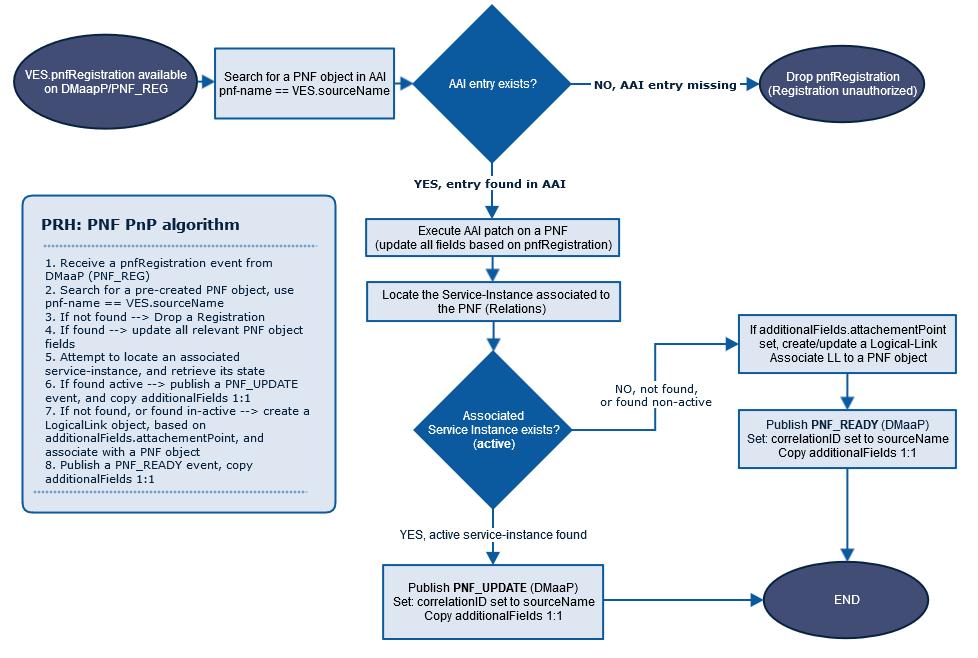 VES.pnfRegistration available
on DMaapP/PNF_REG
Search for a PNF object in AAI
pnf-name == VES.sourceName
AAI entry exists?
NO, AAI entry missing
Drop pnfRegistration
(Registration unauthorized)
YES, entry found in AAI
Execute AAI patch on a PNF
(update all fields based on pnfRegistration)
Locate the Service-Instance associated to
the PNF (Relations)
PRH: PNF PnP algorithm
1. Receive a pnfRegistration event from
DMaaP (PNF_REG)
2. Search for a pre-created PNF object, use
pnf-name == VES.sourceName
3. If not found --> Drop a Registration
4. If found --> update all relevant PNF object
fields
5. Attempt to locate an associated
service-instance, and retrieve its state
6. If found active --> publish a PNF_UPDATE
event, and copy additionalFields 1:1
7. If not found, or found in-active --> create a
LogicalLink object, based on
additionalFields.attachementPoint, and
associate with a PNF object
8. Publish a PNF_READY event, copy
additionalFields 1:1
Associated
Service Instance exists?
(active)
NO, not found,
or found non-active
If additionalFields.attachementPoint
set, create/update a Logical-Link
Associate LL to a PNF object
Publish PNF_READY (DMaaP)
Set: correlationID set to sourceName
Copy additionalFields 1:1
YES, active service-instance found
Publish PNF_UPDATE (DMaaP)
Set: correlationID set to sourceName
Copy additionalFields 1:1
END